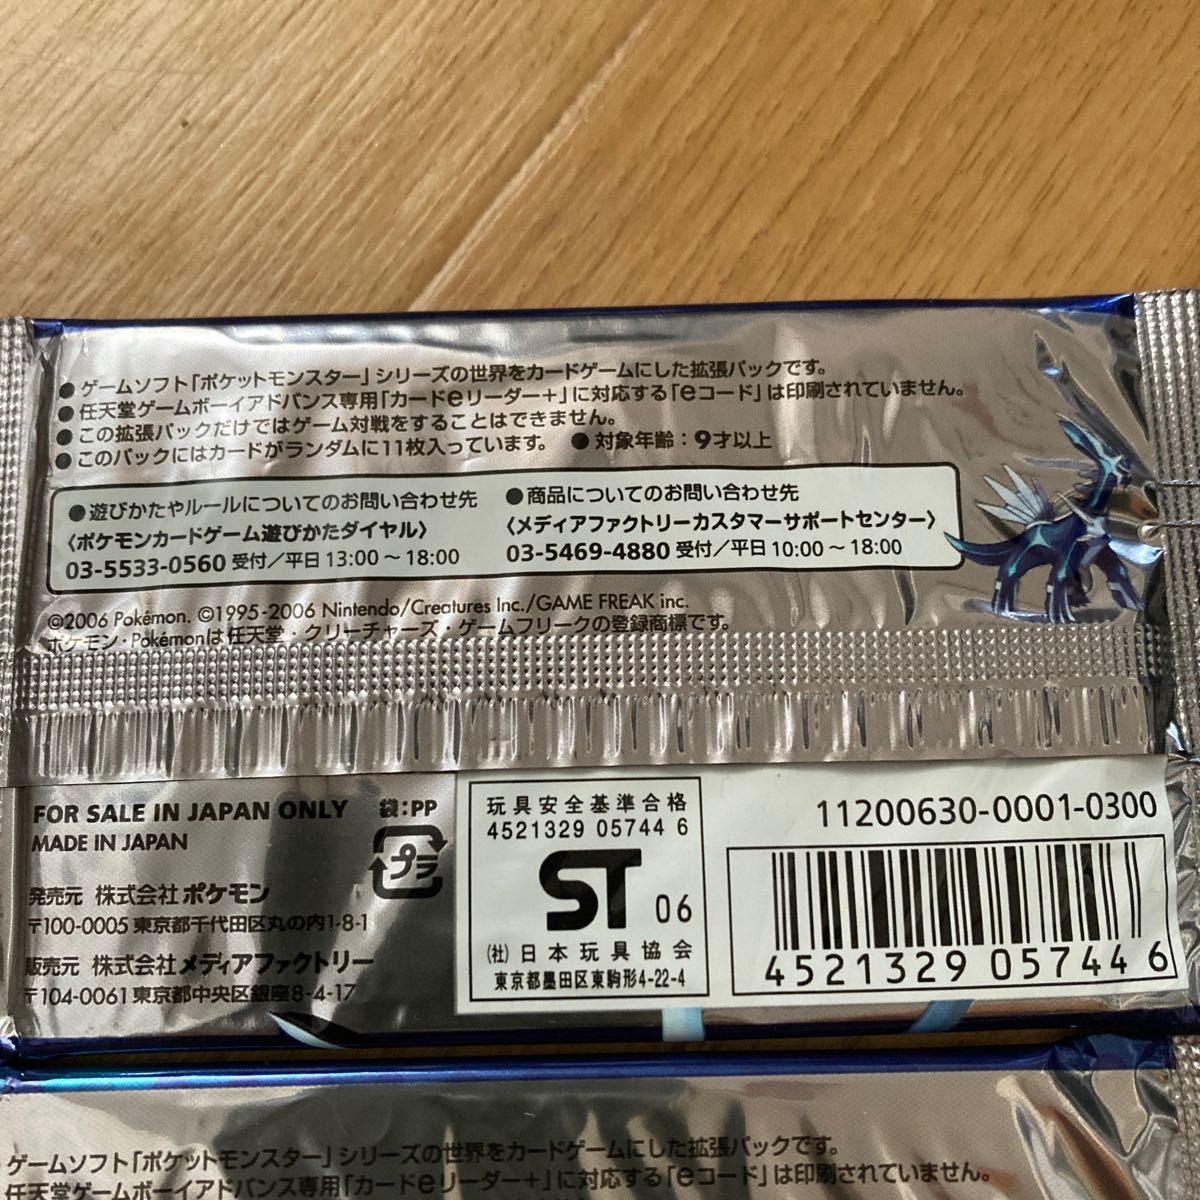 ● ゲームソフト「ポケットモンスター」シリーズの世界をカードゲームにした拡張パックです。
● 任天堂ゲームボーイアドバンス専用「カードeリーダー+」に対応する「eコード」は印刷されていません。
● この拡張パックだけではゲーム対戦をすることはできません。
● このパックにはカードがランダムに11枚入っています。 ● 対象年齢：9才以上
● 遊びかたやルールについてのお問い合わせ先
〈ポケモンカードゲーム遊びかたダイヤル〉
03-5533-0560 受付／平日 13:00～18:00
● 商品についてのお問い合わせ先
〈メディアファクトリーカスタマーサポートセンター〉
03-5469-4880 受付／平日 10:00～18:00
©2006 Pokémon. ©1995-2006 Nintendo/Creatures Inc./GAME FREAK inc.
ポケモン・Pokémonは任天堂・クリーチャーズ・ゲームフリークの登録商標です。
FOR SALE IN JAPAN ONLY
MADE IN JAPAN
袋：PP
プラ
発売元 株式会社 ポケモン
〒100-0005 東京都千代田区丸の内1-8-1
販売元 株式会社 メディアファクトリー
〒104-0061 東京都中央区銀座8-4-17
玩具安全基準合格
4521329 05744 6
ST 06
(社) 日本玩具協会
東京都墨田区東駒形4-22-4
11200630-0001-0300
4521329 057446
ゲームソフト「ポケットモンスター」シリーズの世界をカードゲームにした拡張パックです。
任天堂ゲームボーイアドバンス専用「カードeリーダー+」に対応する「eコード」は印刷されていません。